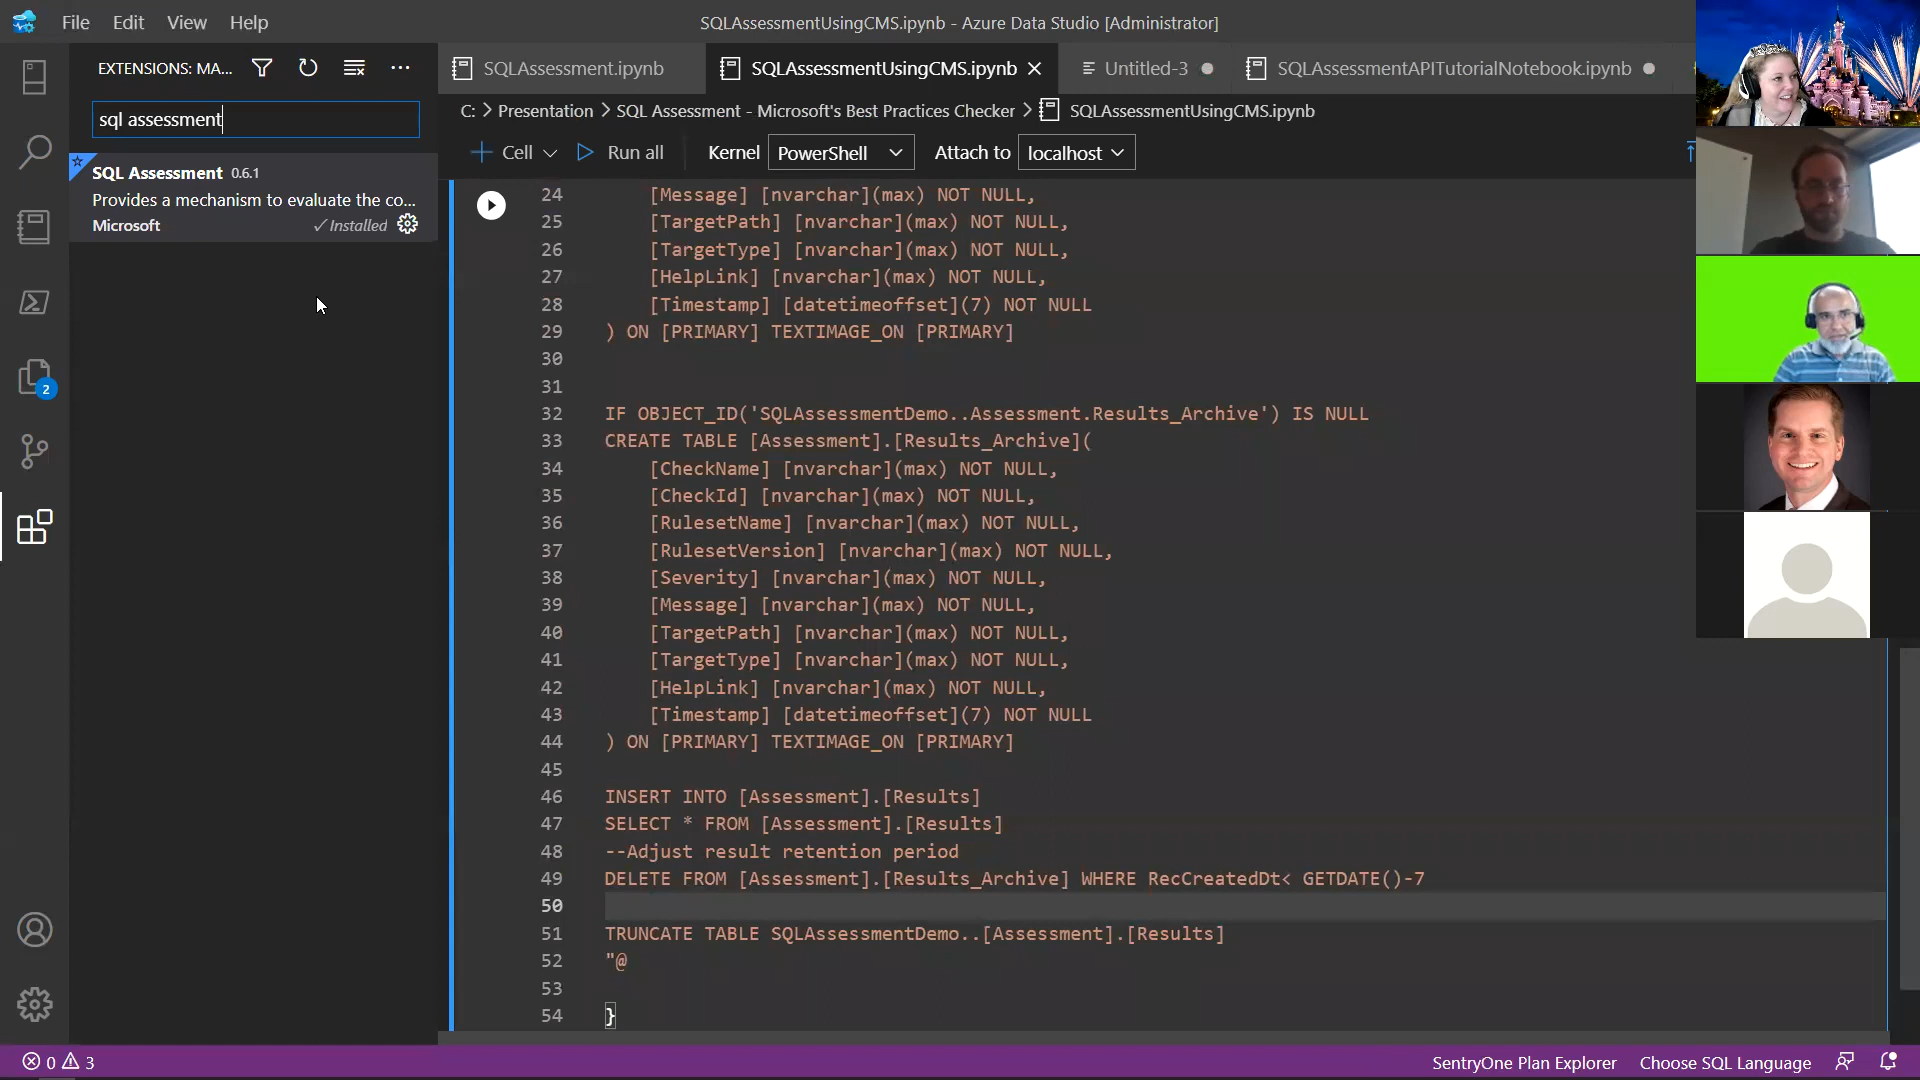 File Edit View Help
SQLAssessmentUsingCMS.ipynb - Azure Data Studio [Administrator]
EXTENSIONS: MA...
sql assessment
SQL Assessment 0.6.1
Provides a mechanism to evaluate the co...
Microsoft ✓Installed
2
SQLAssessment.ipynb
SQLAssessmentUsingCMS.ipynb
Untitled-3
SQLAssessmentAPITutorialNotebook.ipynb
C: > Presentation > SQL Assessment - Microsoft's Best Practices Checker > SQLAssessmentUsingCMS.ipynb
Cell Run all Kernel PowerShell Attach to localhost
24 [Message] [nvarchar](max) NOT NULL,
25 [TargetPath] [nvarchar](max) NOT NULL,
26 [TargetType] [nvarchar](max) NOT NULL,
27 [HelpLink] [nvarchar](max) NOT NULL,
28 [Timestamp] [datetimeoffset](7) NOT NULL
29 ) ON [PRIMARY] TEXTIMAGE_ON [PRIMARY]
30
31
32 IF OBJECT_ID('SQLAssessmentDemo..Assessment.Results_Archive') IS NULL
33 CREATE TABLE [Assessment].[Results_Archive](
34 [CheckName] [nvarchar](max) NOT NULL,
35 [CheckId] [nvarchar](max) NOT NULL,
36 [RulesetName] [nvarchar](max) NOT NULL,
37 [RulesetVersion] [nvarchar](max) NOT NULL,
38 [Severity] [nvarchar](max) NOT NULL,
39 [Message] [nvarchar](max) NOT NULL,
40 [TargetPath] [nvarchar](max) NOT NULL,
41 [TargetType] [nvarchar](max) NOT NULL,
42 [HelpLink] [nvarchar](max) NOT NULL,
43 [Timestamp] [datetimeoffset](7) NOT NULL
44 ) ON [PRIMARY] TEXTIMAGE_ON [PRIMARY]
45
46 INSERT INTO [Assessment].[Results]
47 SELECT * FROM [Assessment].[Results]
48 --Adjust result retention period
49 DELETE FROM [Assessment].[Results_Archive] WHERE RecCreatedDt< GETDATE()-7
50
51 TRUNCATE TABLE SQLAssessmentDemo..[Assessment].[Results]
52 "@
53
54 }
0 3
SentryOne Plan Explorer Choose SQL Language